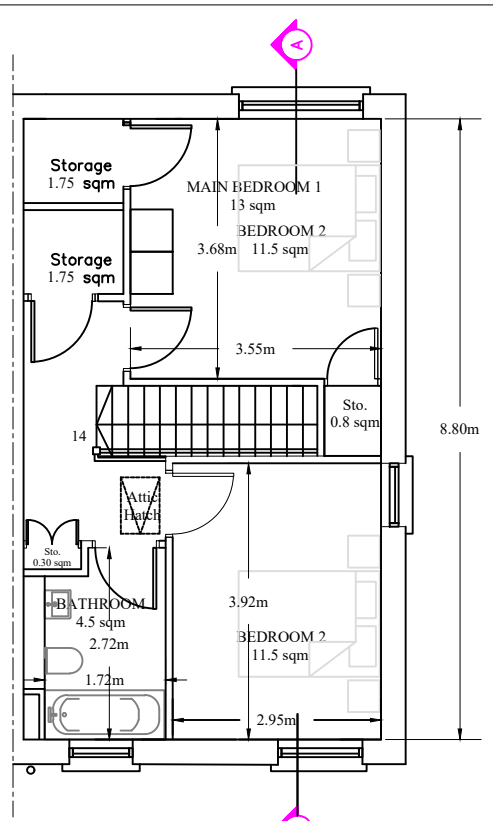 A
Storage
1.75 sqm
MAIN BEDROOM 1
13 sqm
BEDROOM 2
3.68m 11.5 sqm
Storage
1.75 sqm
3.55m
Sto.
0.8 sqm
14
8.80m
Attic
Hatch
Sto.
0.30 sqm
BATHROOM
4.5 sqm
2.72m
3.92m
BEDROOM 2
11.5 sqm
1.72m
2.95m